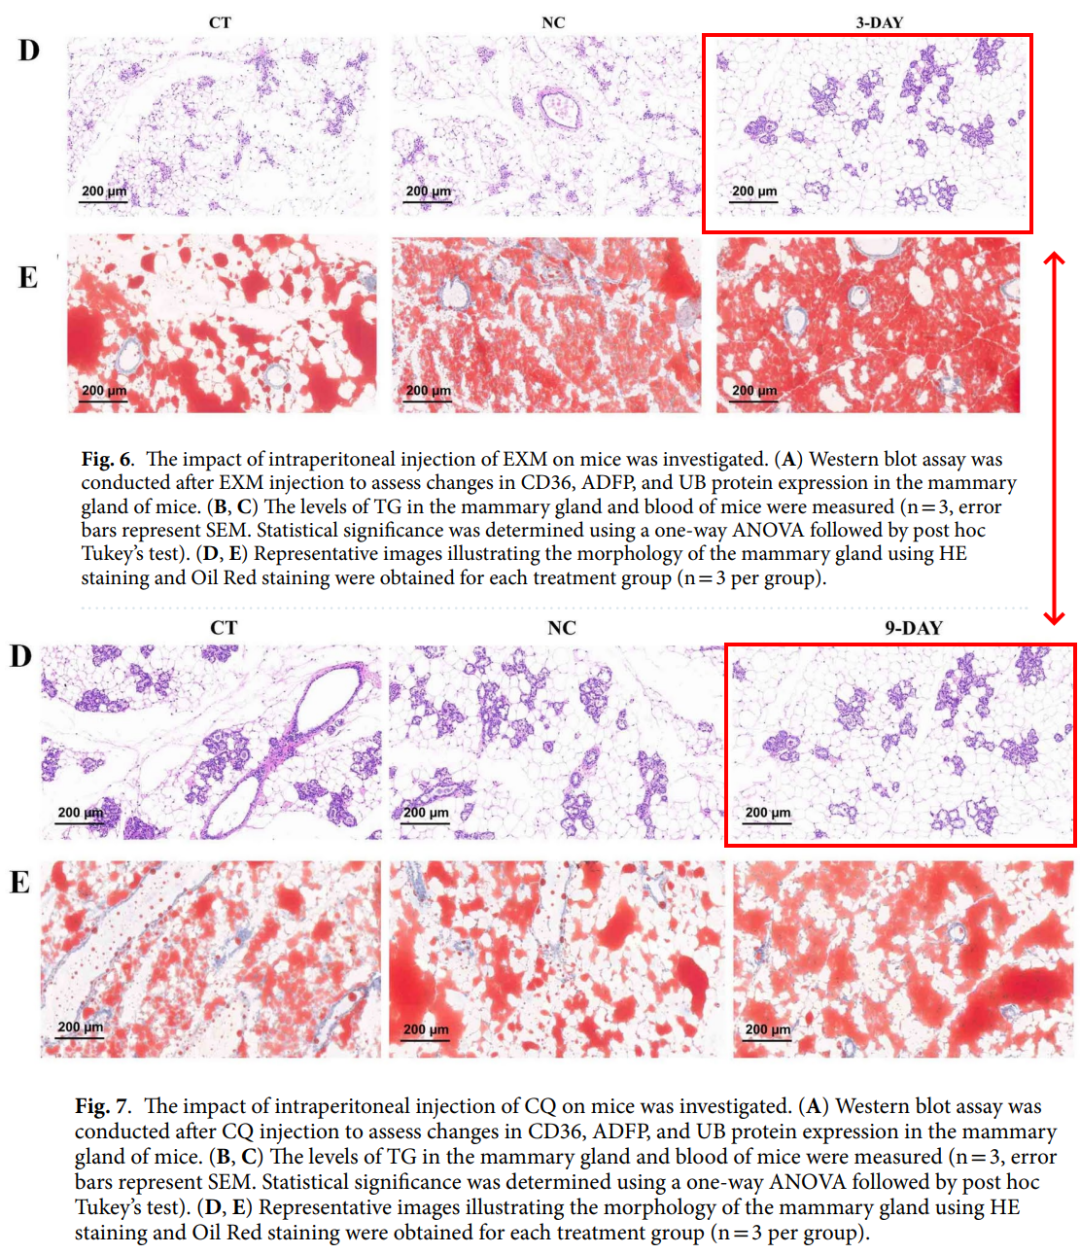 CT NC 3-DAY
D
200 µm 200 µm 200 µm
E
200 µm 200 µm 200 µm
Fig. 6. The impact of intraperitoneal injection of EXM on mice was investigated. (A) Western blot assay was
conducted after EXM injection to assess changes in CD36, ADFP, and UB protein expression in the mammary
gland of mice. (B, C) The levels of TG in the mammary gland and blood of mice were measured (n = 3, error
bars represent SEM. Statistical significance was determined using a one-way ANOVA followed by post hoc
Tukey's test). (D, E) Representative images illustrating the morphology of the mammary gland using HE
staining and Oil Red staining were obtained for each treatment group (n = 3 per group).
CT NC 9-DAY
D
200 µm 200 µm 200 µm
E
200 µm 200 µm 200 µm
Fig. 7. The impact of intraperitoneal injection of CQ on mice was investigated. (A) Western blot assay was
conducted after CQ injection to assess changes in CD36, ADFP, and UB protein expression in the mammary
gland of mice. (B, C) The levels of TG in the mammary gland and blood of mice were measured (n = 3, error
bars represent SEM. Statistical significance was determined using a one-way ANOVA followed by post hoc
Tukey's test). (D, E) Representative images illustrating the morphology of the mammary gland using HE
staining and Oil Red staining were obtained for each treatment group (n = 3 per group).